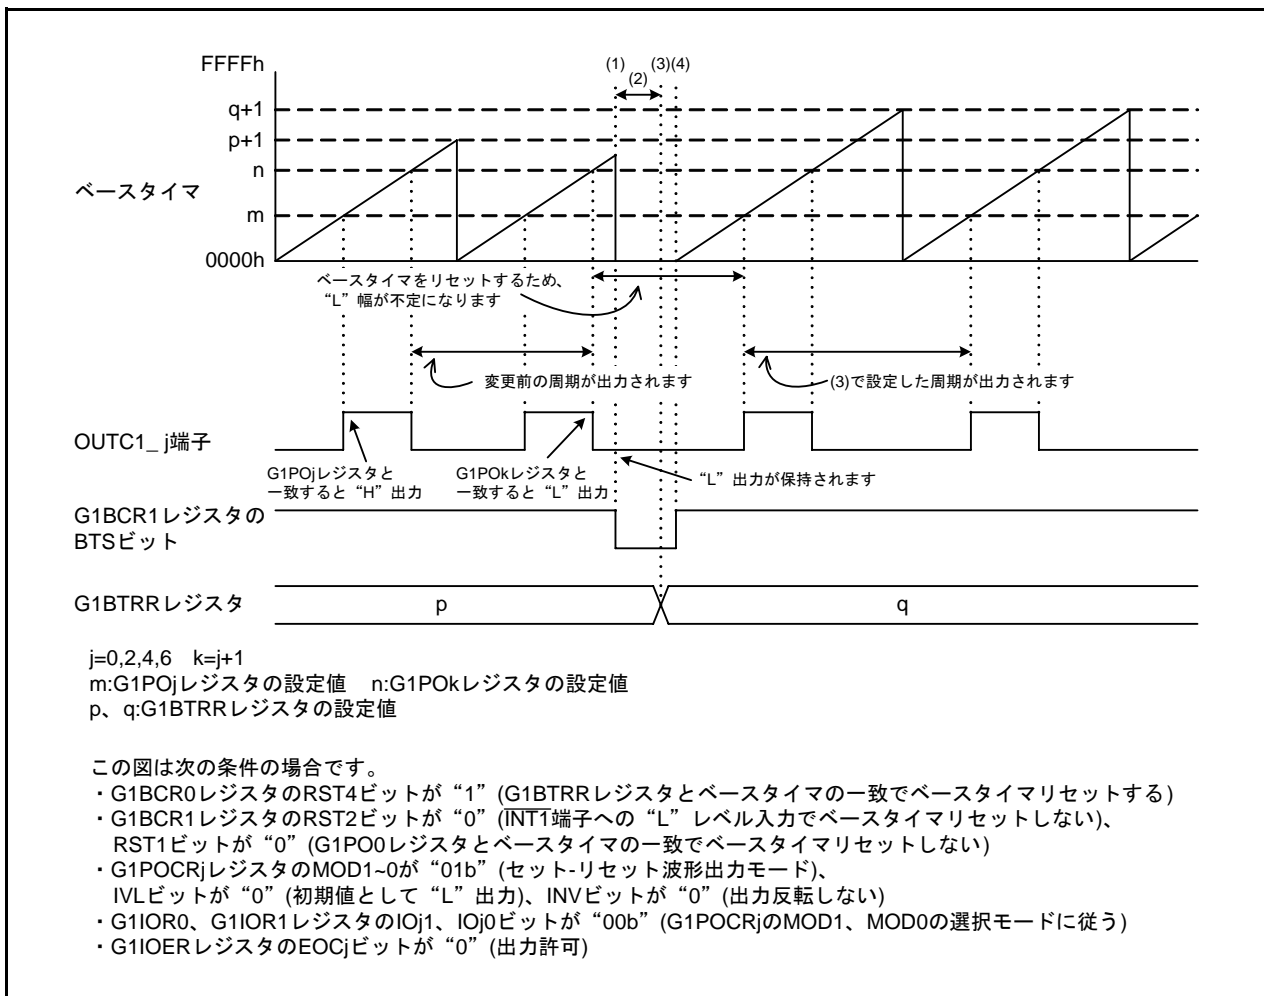 FFFFh
(1) (3)(4)
(2)
q+1
p+1
n
ベースタイマ
m
0000h
ベースタイマをリセットするため、
“L”幅が不定になります
変更前の周期が出力されます
(3)で設定した周期が出力されます
OUTC1_ j端子
G1POjレジスタと
一致すると“H”出力
G1POkレジスタと
一致すると“L”出力
“L”出力が保持されます
G1BCR1レジスタの
BTSビット
G1BTRRレジスタ
p
q
j=0,2,4,6 k=j+1
m:G1POjレジスタの設定値 n:G1POkレジスタの設定値
p、q:G1BTRRレジスタの設定値
この図は次の条件の場合です。
・G1BCR0レジスタのRST4ビットが“1”(G1BTRRレジスタとベースタイマの一致でベースタイマリセットする)
・G1BCR1レジスタのRST2ビットが“0”(INT1端子への“L”レベル入力でベースタイマリセットしない)、
RST1ビットが“0”(G1PO0レジスタとベースタイマの一致でベースタイマリセットしない)
・G1POCRjレジスタのMOD1~0が“01b”(セット-リセット波形出力モード)、
IVLビットが“0”(初期値として“L”出力)、INVビットが“0”(出力反転しない)
・G1IOR0、G1IOR1レジスタのIOj1、IOj0ビットが“00b”(G1POCRjのMOD1、MOD0の選択モードに従う)
・G1IOERレジスタのEOCjビットが“0”(出力許可)